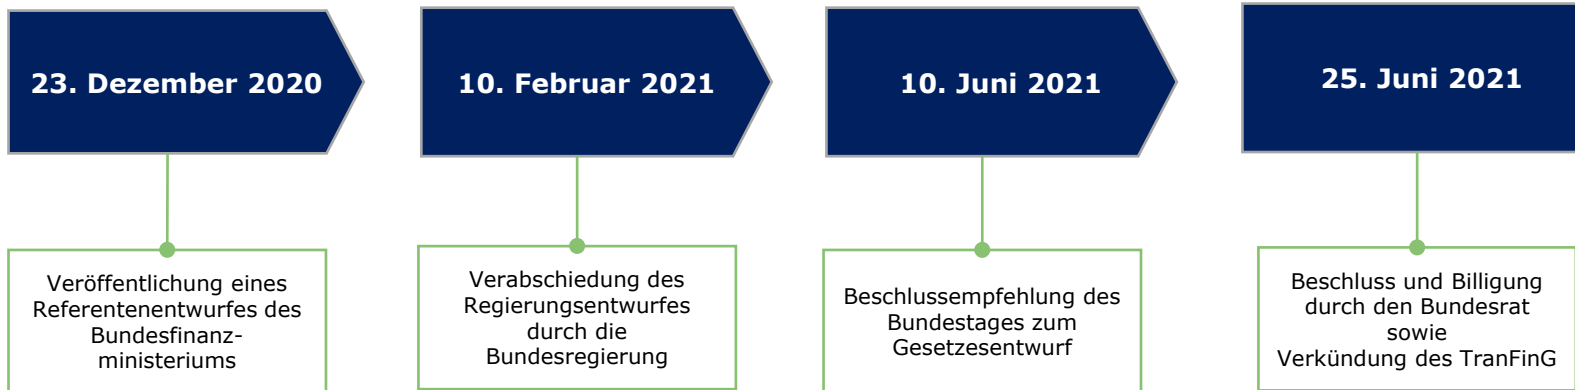 23. Dezember 2020
10. Februar 2021
10. Juni 2021
25. Juni 2021
Veröffentlichung eines
Referentenentwurfes des
Bundesfinanz-
ministeriums
Verabschiedung des
Regierungsentwurfes
durch die
Bundesregierung
Beschlussempfehlung des
Bundestages zum
Gesetzesentwurf
Beschluss und Billigung
durch den Bundesrat
sowie
Verkündung des TranFinG